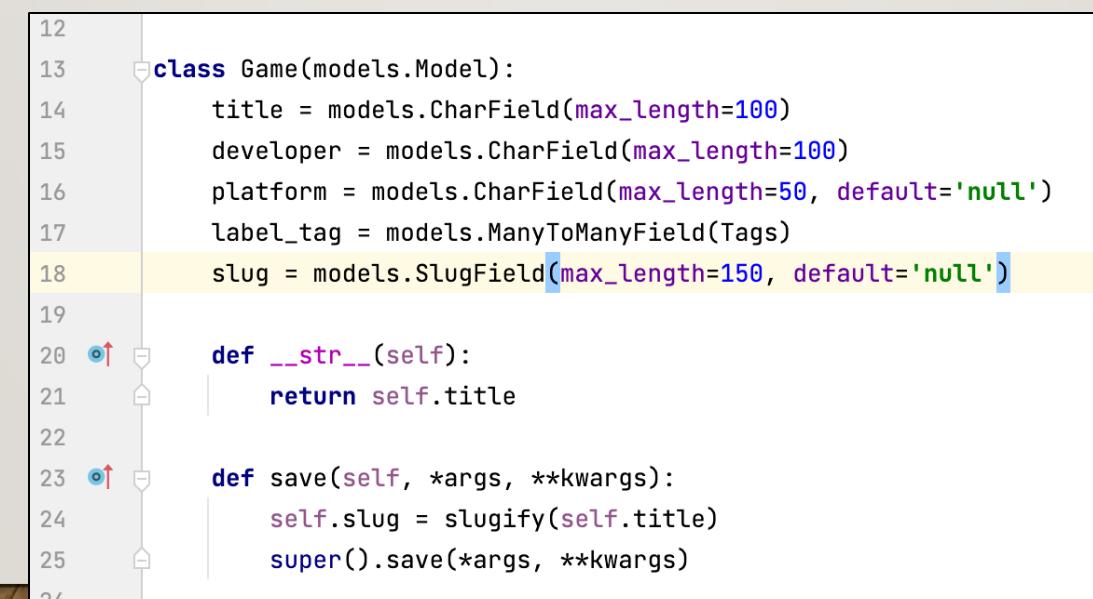 12
13 class Game(models.Model):
14     title = models.CharField(max_length=100)
15     developer = models.CharField(max_length=100)
16     platform = models.CharField(max_length=50, default='null')
17     label_tag = models.ManyToManyField(Tags)
18     slug = models.SlugField(max_length=150, default='null')
19
20     def __str__(self):
21         return self.title
22
23     def save(self, *args, **kwargs):
24         self.slug = slugify(self.title)
25         super().save(*args, **kwargs)